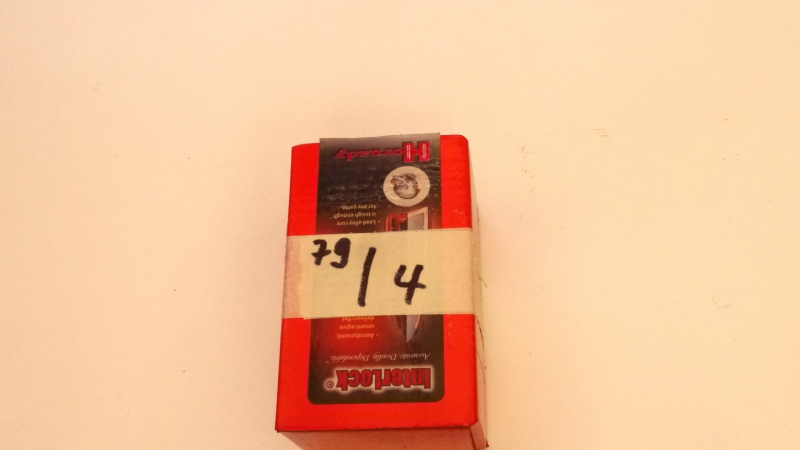 79/4
InterLock®
Accurate. Deadly. Dependable.™
• Aerodynamic
secant ogive
delivers flat
• Lead alloy core
is tough enough
for any game.
Hornady